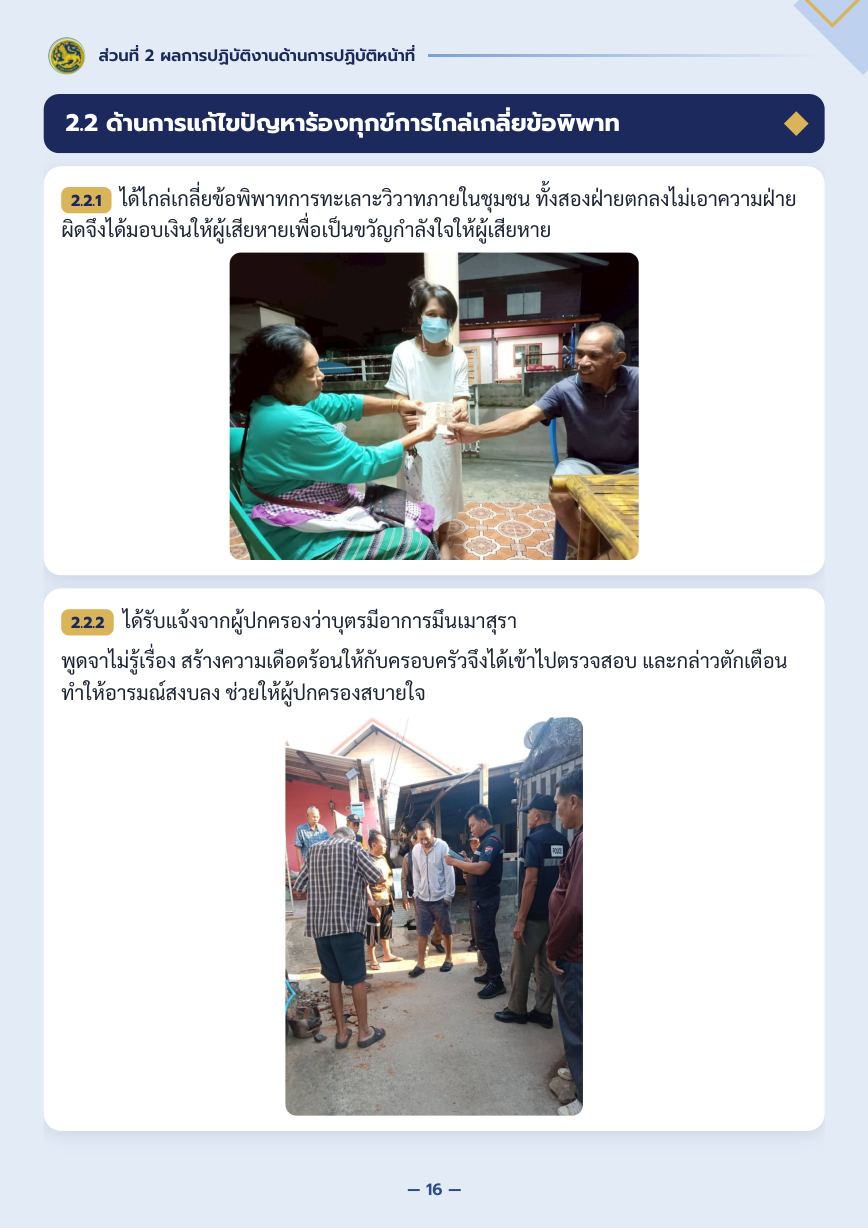 ส่วนที่ 2 ผลการปฏิบัติงานด้านการปฏิบัติหน้าที่
2.2 ด้านการแก้ไขปัญหาร้องทุกข์การไกล่เกลี่ยข้อพิพาท
2.2.1 ได้ไกล่เกลี่ยข้อพิพาทการทะเลาะวิวาทภายในชุมชน ทั้งสองฝ่ายตกลงไม่เอาความฝ่าย
ผิดจึงได้มอบเงินให้ผู้เสียหายเพื่อเป็นขวัญกำลังใจให้ผู้เสียหาย
2.2.2 ได้รับแจ้งจากผู้ปกครองว่าบุตรมีอาการมึนเมาสุรา
พูดจาไม่รู้เรื่อง สร้างความเดือดร้อนให้กับครอบครัวจึงได้เข้าไปตรวจสอบ และกล่าวตักเตือน
ทำให้อารมณ์สงบลง ช่วยให้ผู้ปกครองสบายใจ
POLICE
— 16 —